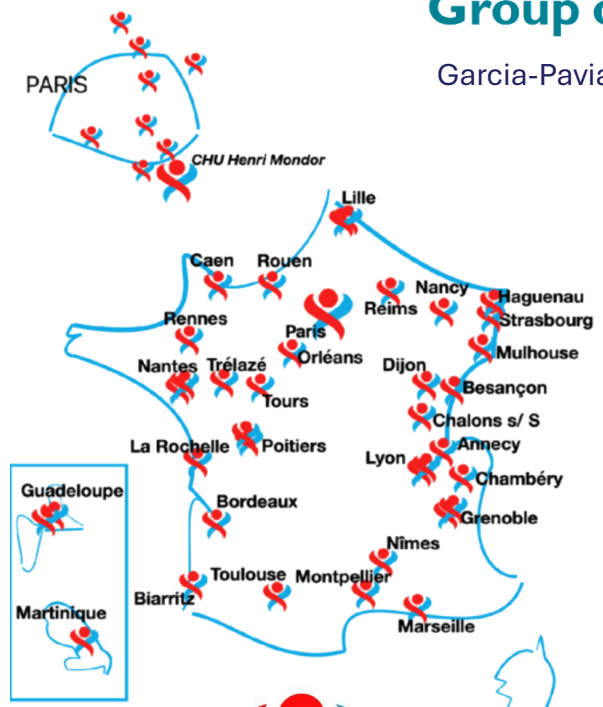 Group
Garcia-Pavia
PARIS
CHU Henri Mondor
Lille
Caen
Rouen
Reims
Nancy
Haguenau
Strasbourg
Rennes
Paris
Orléans
Mulhouse
Nantes
Trélazé
Tours
Dijon
Besançon
Chalons s/ S
La Rochelle
Poitiers
Lyon
Annecy
Chambéry
Grenoble
Guadeloupe
Bordeaux
Nîmes
Biarritz
Toulouse
Montpellier
Martinique
Marseille